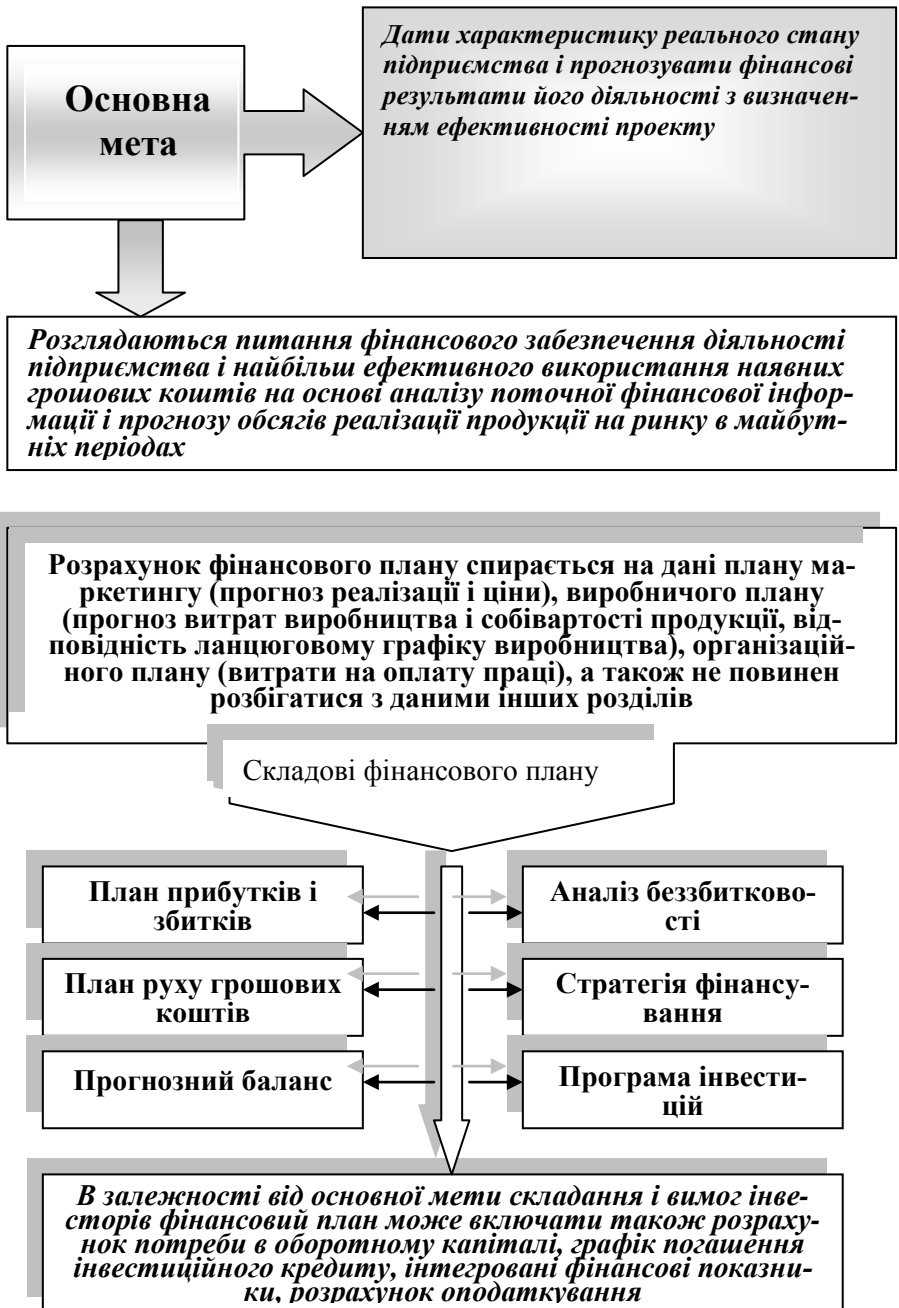 Основна
мета
Дати характеристику реального стану
підприємства і прогнозувати фінансові
результати його діяльності з визначен-
ням ефективності проекту
Розглядаються питання фінансового забезпечення діяльності
підприємства і найбільш ефективного використання наявних
грошових коштів на основі аналізу поточної фінансової інфор-
мації і прогнозу обсягів реалізації продукції на ринку в майбут-
ніх періодах
Розрахунок фінансового плану спирається на дані плану ма-
ркетингу (прогноз реалізації і ціни), виробничого плану
(прогноз витрат виробництва і собівартості продукції, від-
повідність ланцюговому графіку виробництва), організацій-
ного плану (витрати на оплату праці), а також не повинен
розбігатися з даними інших розділів
Складові фінансового плану
План прибутків і
збитків
Аналіз беззбитково-
сті
План руху грошових
коштів
Стратегія фінансу-
вання
Прогнозний баланс
Програма інвести-
цій
В залежності від основної мети складання і вимог інве-
сторів фінансовий план може включати також розраху-
нок потреби в оборотному капіталі, графік погашення
інвестиційного кредиту, інтегровані фінансові показни-
ки, розрахунок оподаткування